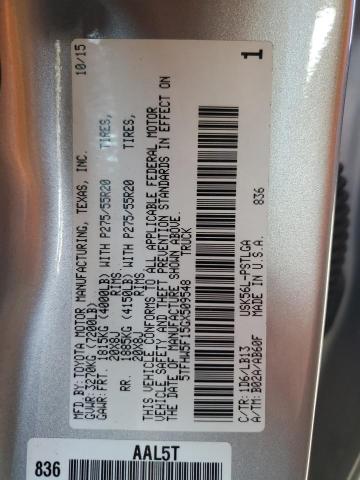 MFD.BY:TOYOTA MOTOR MANUFACTURING, TEXAS, INC. 10/15
GVWR: 3270KG (7200LB)
GAWR: FRT. 1815KG (4000LB) WITH P275/55R20 TIRES,
20X8J RIMS.
RR. 1885KG (4150LB) WITH P275/55R20 TIRES,
20X8J RIMS.
THIS VEHICLE CONFORMS TO ALL APPLICABLE FEDERAL MOTOR
VEHICLE SAFETY AND THEFT PREVENTION STANDARDS IN EFFECT ON
THE DATE OF MANUFACTURE SHOWN ABOVE.
5TFHW5F15GX509548 TRUCK
836
C/TR:1D6/LB13 USK56L-PSTLGA
A/TM:B02A/AB60F
1
AAL5T
836